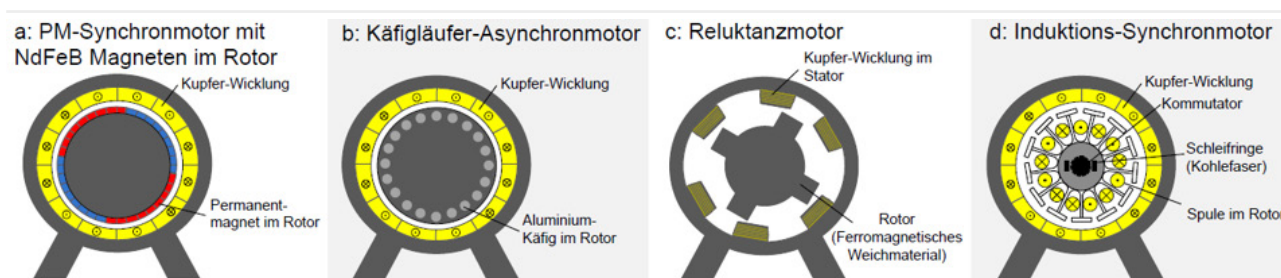 a: PM-Synchronmotor mit
NdFeB Magneten im Rotor
Kupfer-Wicklung
Permanent-
magnet im Rotor
b: Käfigläufer-Asynchronmotor
Kupfer-Wicklung
Aluminium-
Käfig im Rotor
c: Reluktanzmotor
Kupfer-Wicklung im
Stator
Rotor
(Ferromagnetisches
Weichmaterial)
d: Induktions-Synchronmotor
Kupfer-Wicklung
Kommutator
Schleifringe
(Kohlefaser)
Spule im Rotor